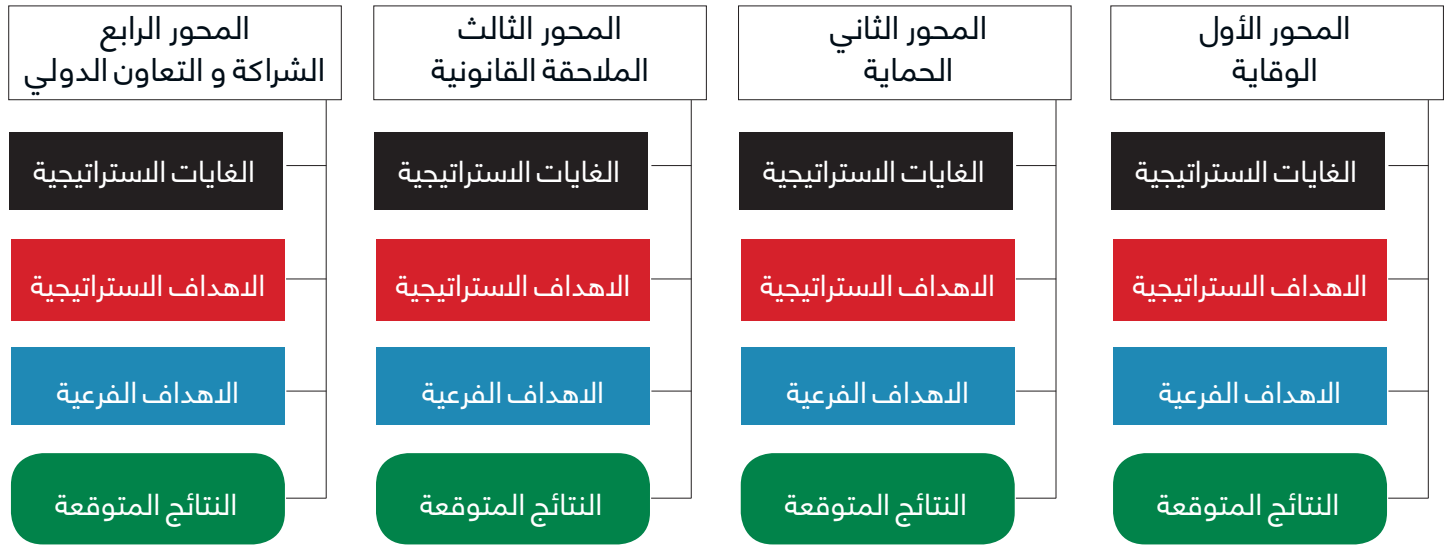 المحور الأول
الوقاية
الغايات الاستراتيجية
الاهداف الاستراتيجية
الاهداف الفرعية
النتائج المتوقعة
المحور الثاني
الحماية
الغايات الاستراتيجية
الاهداف الاستراتيجية
الاهداف الفرعية
النتائج المتوقعة
المحور الثالث
الملاحقة القانونية
الغايات الاستراتيجية
الاهداف الاستراتيجية
الاهداف الفرعية
النتائج المتوقعة
المحور الرابع
الشراكة و التعاون الدولي
الغايات الاستراتيجية
الاهداف الاستراتيجية
الاهداف الفرعية
النتائج المتوقعة